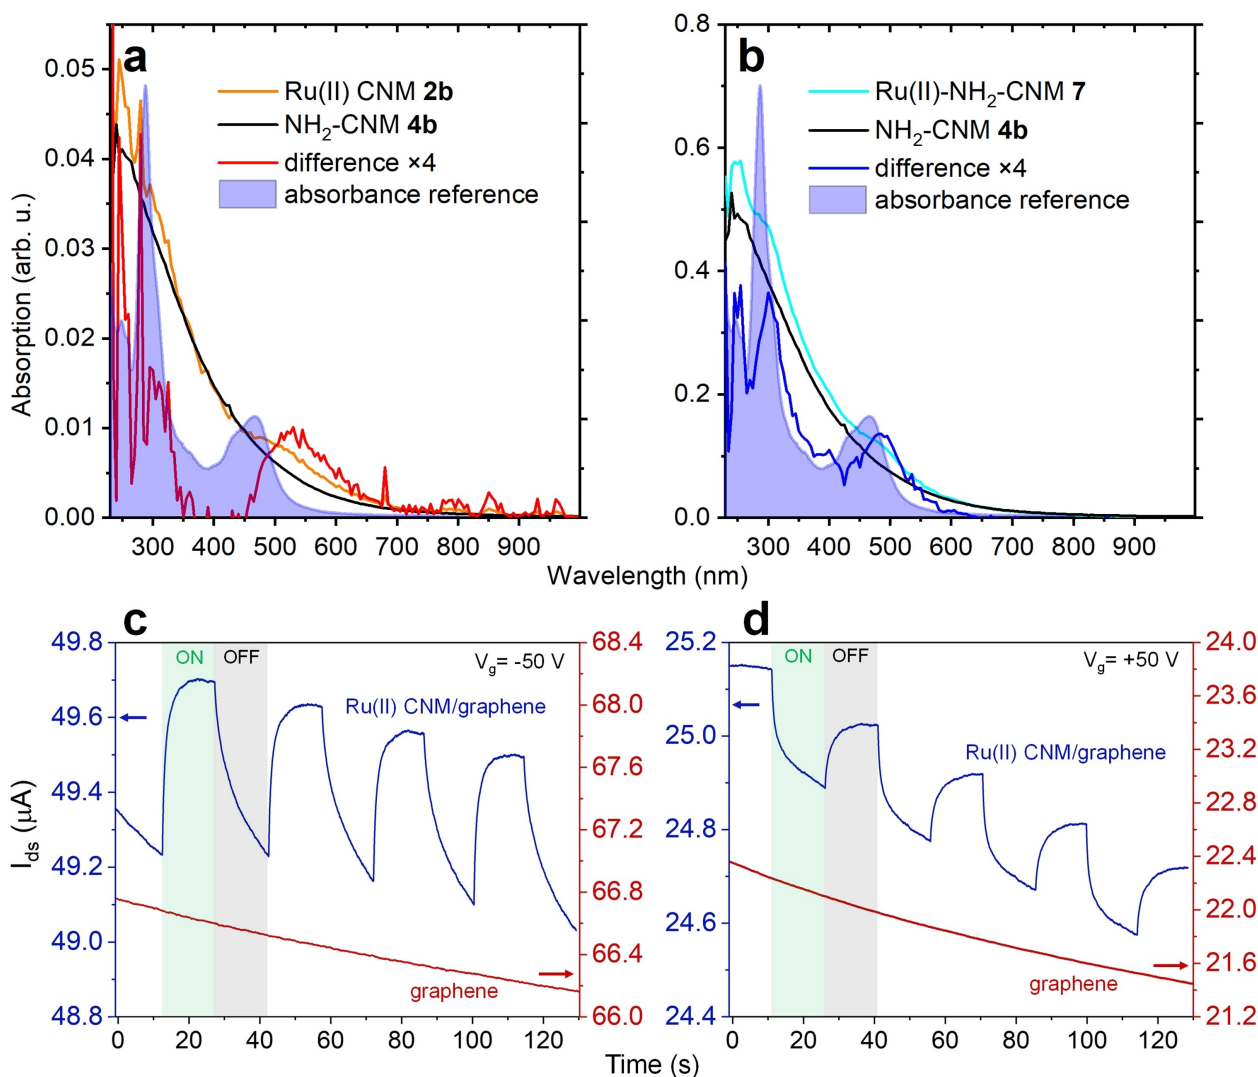 a
Ru(II) CNM 2b
NH₂-CNM 4b
difference ×4
absorbance reference
Absorption (arb. u.)
0.05
0.04
0.03
0.02
0.01
0.00
300 400 500 600 700 800 900
b
Ru(II)-NH₂-CNM 7
NH₂-CNM 4b
difference ×4
absorbance reference
0.8
0.6
0.4
0.2
0.0
300 400 500 600 700 800 900
Wavelength (nm)
c
ON OFF
V_g= -50 V
Ru(II) CNM/graphene
graphene
I_ds (μA)
49.8
49.6
49.4
49.2
49.0
48.8
68.4
68.0
67.6
67.2
66.8
66.4
66.0
0 20 40 60 80 100 120
d
ON OFF
V_g= +50 V
Ru(II) CNM/graphene
graphene
25.2
25.0
24.8
24.6
24.4
24.0
23.6
23.2
22.8
22.4
22.0
21.6
21.2
0 20 40 60 80 100 120
Time (s)